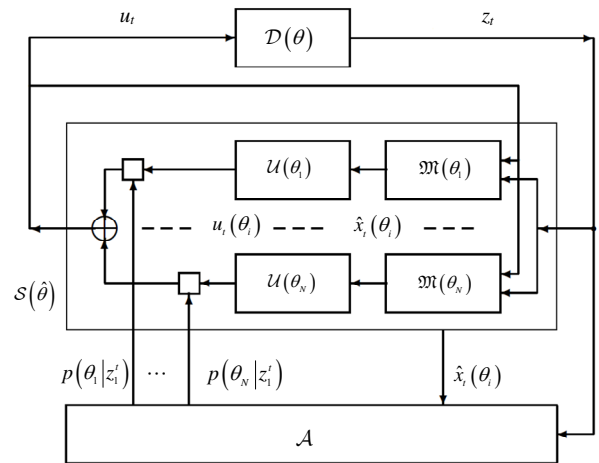 u_t
𝒟(θ)
z_t
𝒰(θ_1)
𝔐(θ_1)
u_t(θ_i)
x̂_t(θ_i)
𝒰(θ_N)
𝔐(θ_N)
𝒮(θ̂)
p(θ_1|z_1^t) ⋯ p(θ_N|z_1^t)
x̂_t(θ_i)
𝒜